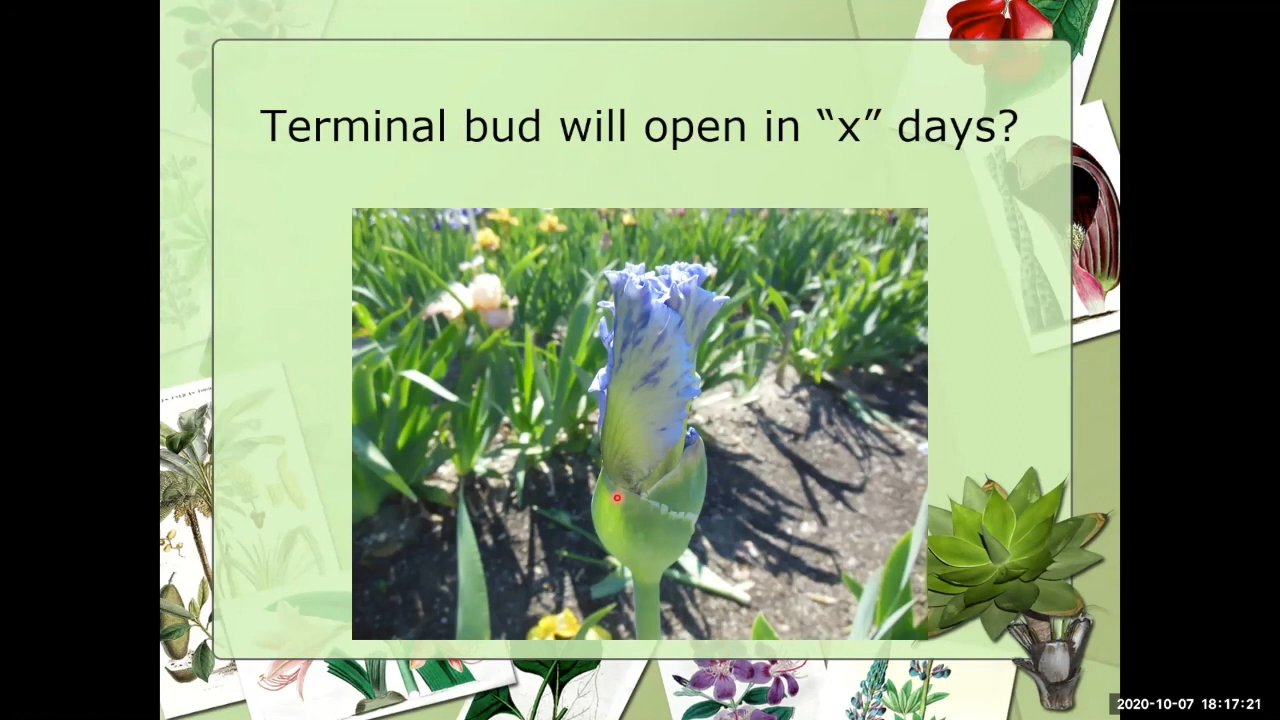 Terminal bud will open in “x” days?
2020-10-07 18:17:21